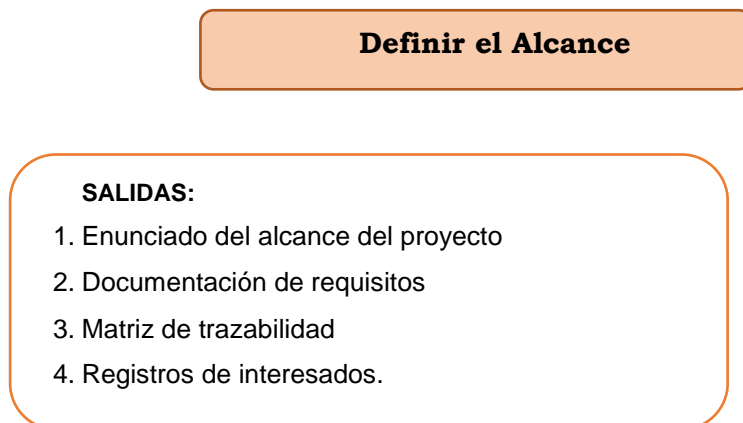 Definir el Alcance
SALIDAS:
1. Enunciado del alcance del proyecto
2. Documentación de requisitos
3. Matriz de trazabilidad
4. Registros de interesados.